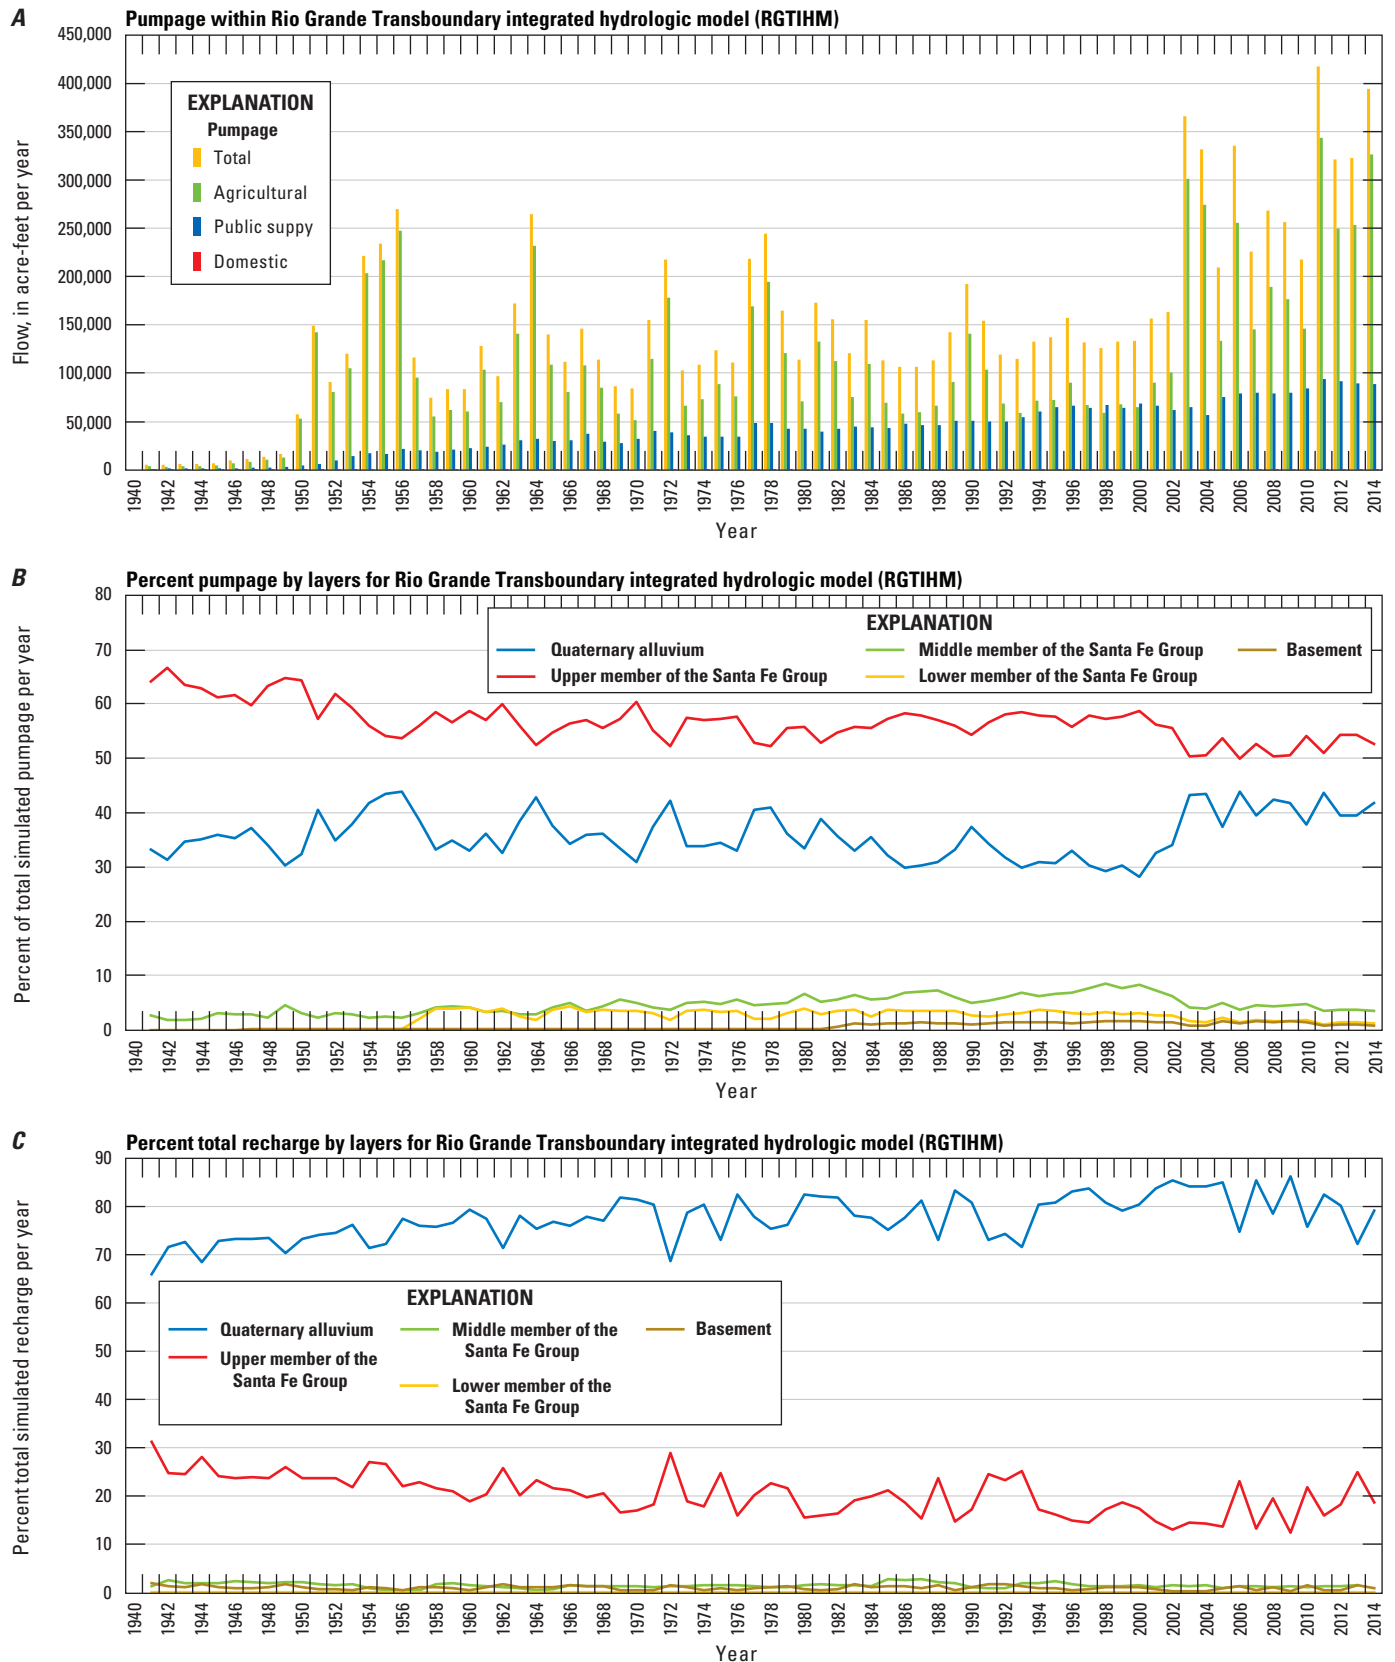 A Pumpage within Rio Grande Transboundary integrated hydrologic model (RGTIHM)
Flow, in acre-feet per year
450,000
400,000
350,000
300,000
250,000
200,000
150,000
100,000
50,000
0
EXPLANATION
Pumpage
Total
Agricultural
Public suppy
Domestic
1940 1942 1944 1946 1948 1950 1952 1954 1956 1958 1960 1962 1964 1966 1968 1970 1972 1974 1976 1978 1980 1982 1984 1986 1988 1990 1992 1994 1996 1998 2000 2002 2004 2006 2008 2010 2012 2014
Year
B Percent pumpage by layers for Rio Grande Transboundary integrated hydrologic model (RGTIHM)
Percent of total simulated pumpage per year
80
70
60
50
40
30
20
10
0
EXPLANATION
Quaternary alluvium
Upper member of the Santa Fe Group
Middle member of the Santa Fe Group
Lower member of the Santa Fe Group
Basement
1940 1942 1944 1946 1948 1950 1952 1954 1956 1958 1960 1962 1964 1966 1968 1970 1972 1974 1976 1978 1980 1982 1984 1986 1988 1990 1992 1994 1996 1998 2000 2002 2004 2006 2008 2010 2012 2014
Year
C Percent total recharge by layers for Rio Grande Transboundary integrated hydrologic model (RGTIHM)
Percent total simulated recharge per year
90
80
70
60
50
40
30
20
10
0
EXPLANATION
Quaternary alluvium
Upper member of the
Santa Fe Group
Middle member of the
Santa Fe Group
Lower member of the
Santa Fe Group
Basement
1940 1942 1944 1946 1948 1950 1952 1954 1956 1958 1960 1962 1964 1966 1968 1970 1972 1974 1976 1978 1980 1982 1984 1986 1988 1990 1992 1994 1996 1998 2000 2002 2004 2006 2008 2010 2012 2014
Year